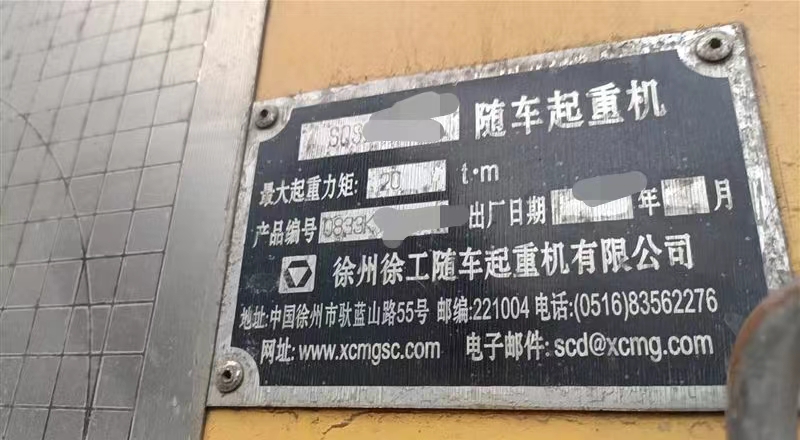 SQS 随车起重机
最大起重力矩: 20 t·m
产品编号 0833K 出厂日期 年 月
徐州徐工随车起重机有限公司
地址:中国徐州市驮蓝山路55号 邮编:221004 电话:(0516)83562276
网址: www.xcmgsc.com 电子邮件: scd@xcmg.com